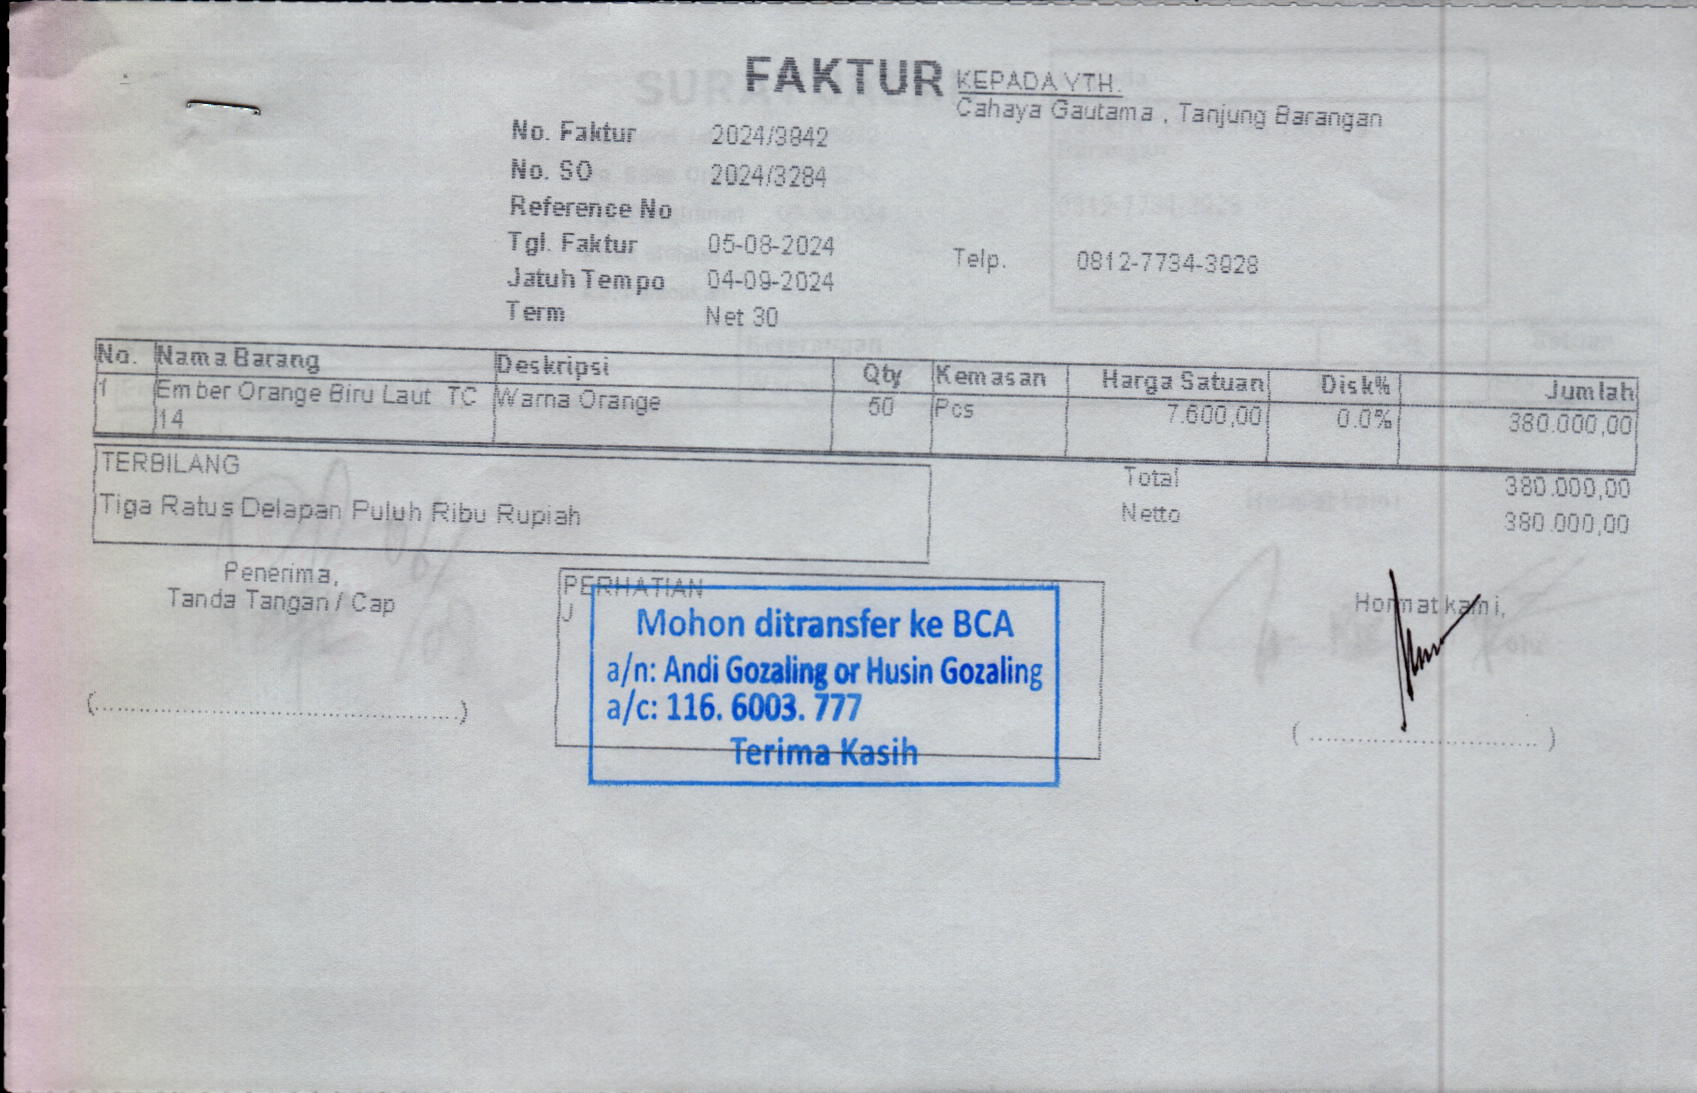 FAKTUR
KEPADA YTH.
Cahaya Gautama , Tanjung Barangan
No. Faktur 2024/3842
No. SO 2024/3284
Reference No
Tgl. Faktur 05-08-2024
Telp. 0812-7734-3928
Jatuh Tempo 04-09-2024
Term Net 30
No. Nama Barang Deskripsi Qty Kemasan Harga Satuan Disk% Jumlah
1 Ember Orange Biru Laut TC Warna Orange 50 Pcs 7.600,00 0.0% 380.000,00
14
TERBILANG
Tiga Ratus Delapan Puluh Ribu Rupiah
Total 380.000,00
Netto 380.000,00
Penerima,
Tanda Tangan / Cap
(............................................................)
PERHATIAN
J
Mohon ditransfer ke BCA
a/n: Andi Gozaling or Husin Gozaling
a/c: 116. 6003. 777
Terima Kasih
Hormat kami,
( ...................................... )